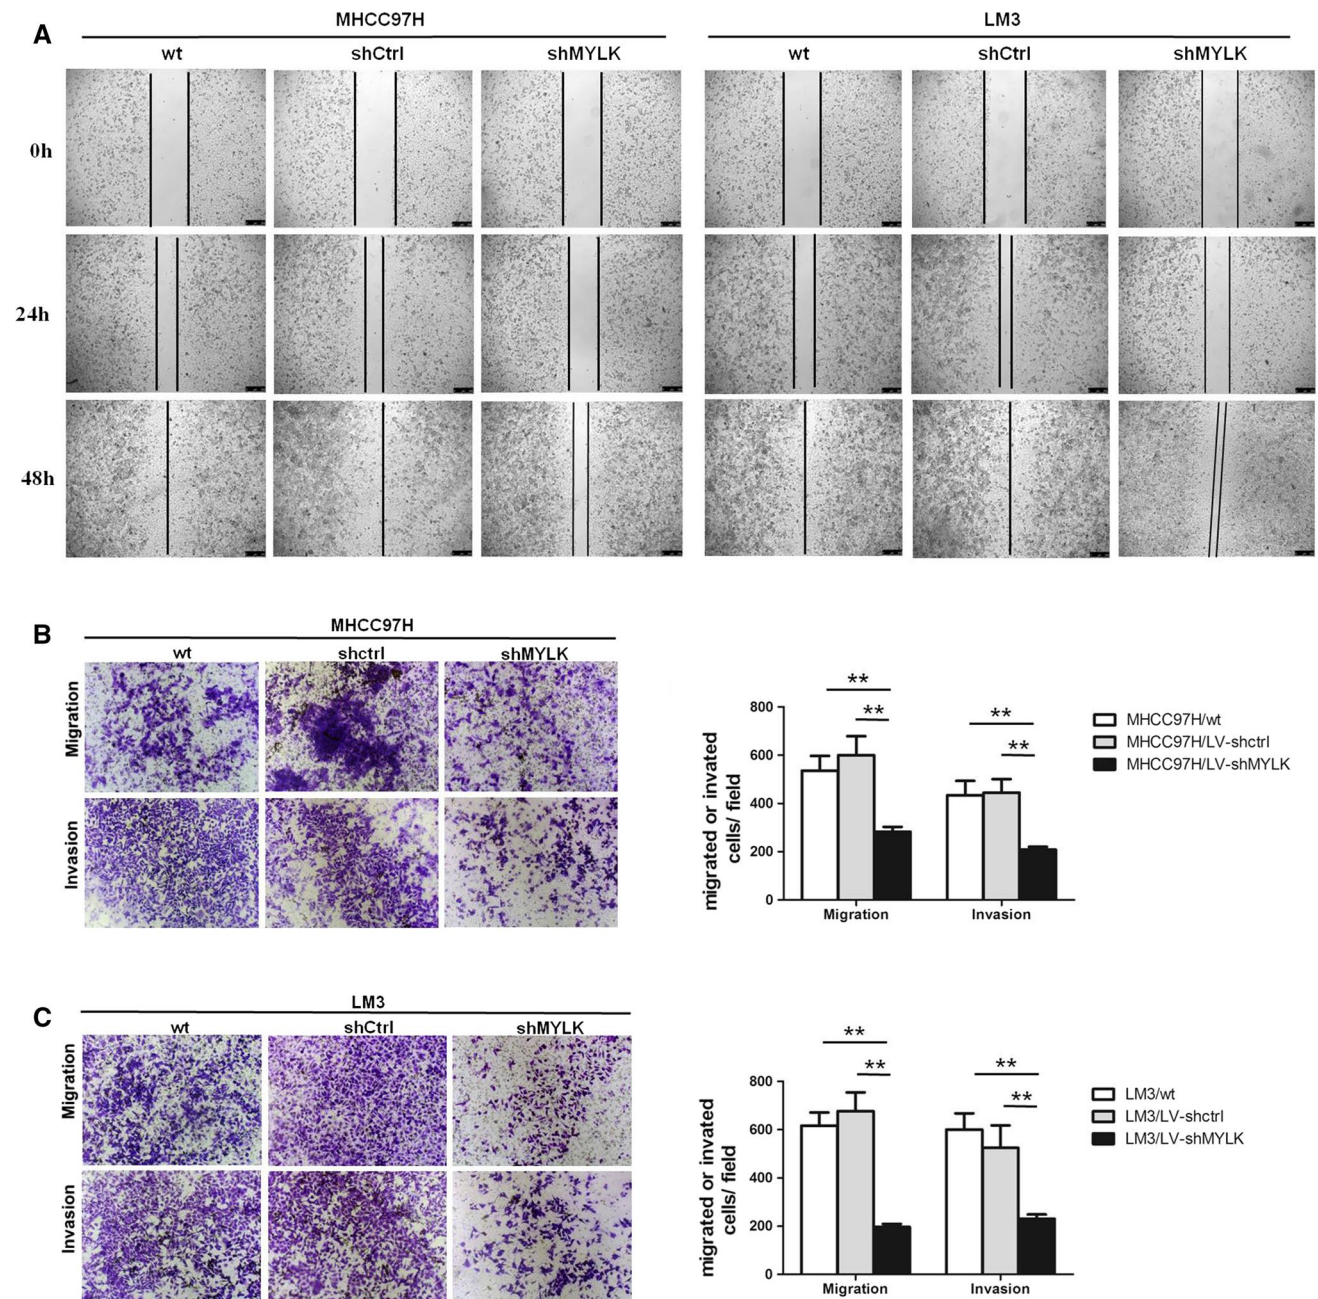 A
MHCC97H
LM3
wt
shCtrl
shMYLK
wt
shCtrl
shMYLK
0h
24h
48h
B
MHCC97H
wt
shctrl
shMYLK
Migration
Invasion
migrated or invated
cells/ field
800
600
400
200
0
**
**
**
**
Migration
Invasion
MHCC97H/wt
MHCC97H/LV-shctrl
MHCC97H/LV-shMYLK
C
LM3
wt
shCtrl
shMYLK
Migration
Invasion
migrated or invated
cells/ field
800
600
400
200
0
**
**
**
**
Migration
Invasion
LM3/wt
LM3/LV-shctrl
LM3/LV-shMYLK